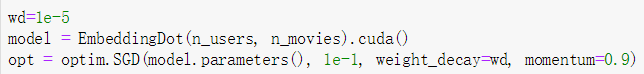 wd=1e-5
model = EmbeddingDot(n_users, n_movies).cuda()
opt = optim.SGD(model.parameters(), 1e-1, weight_decay=wd, momentum=0.9)